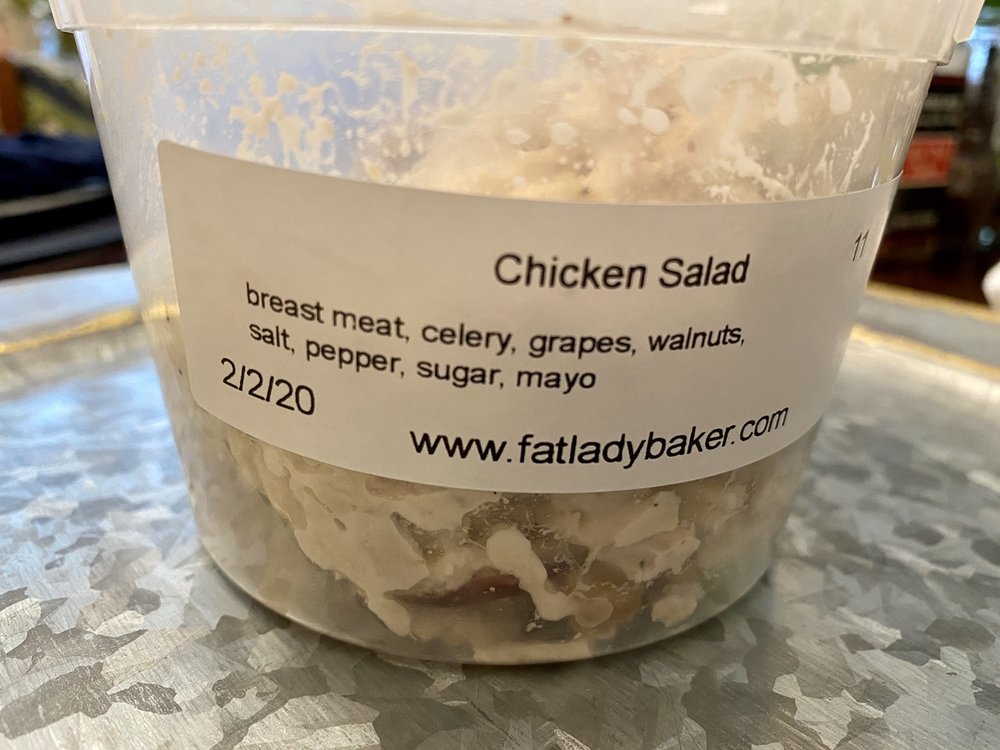 Chicken Salad
11
breast meat, celery, grapes, walnuts,
salt, pepper, sugar, mayo
2/2/20
www.fatladybaker.com